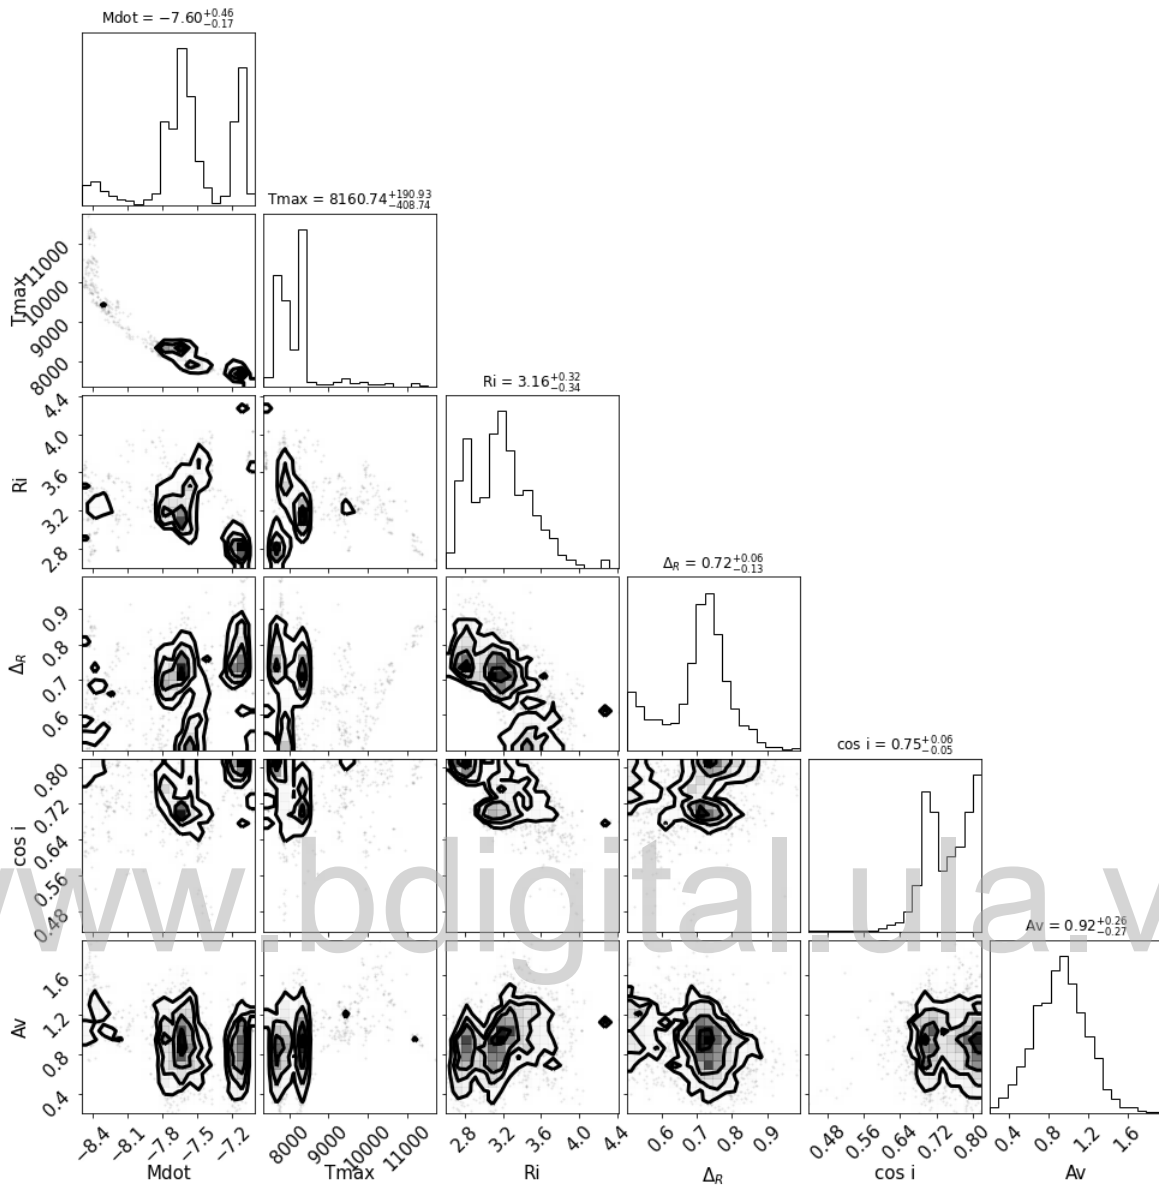 Mdot = −7.60+0.46−0.17
Tmax = 8160.74+190.93−408.74
11000
10000
9000
8000
Tmax
Ri = 3.16+0.32−0.34
4.4
4.0
3.6
3.2
2.8
Ri
ΔR = 0.72+0.06−0.13
0.9
0.8
0.7
0.6
ΔR
cos i = 0.75+0.06−0.05
0.80
0.72
0.64
0.56
0.48
cos i
www.bdigital.ula.v
Av = 0.92+0.26−0.27
1.6
1.2
0.8
0.4
Av
−8.4 −8.1 −7.8 −7.5 −7.2
8000 9000 10000 11000
2.8 3.2 3.6 4.0 4.4
0.6 0.7 0.8 0.9
0.48 0.56 0.64 0.72 0.80
0.4 0.8 1.2 1.6
Mdot Tmax Ri ΔR cos i Av